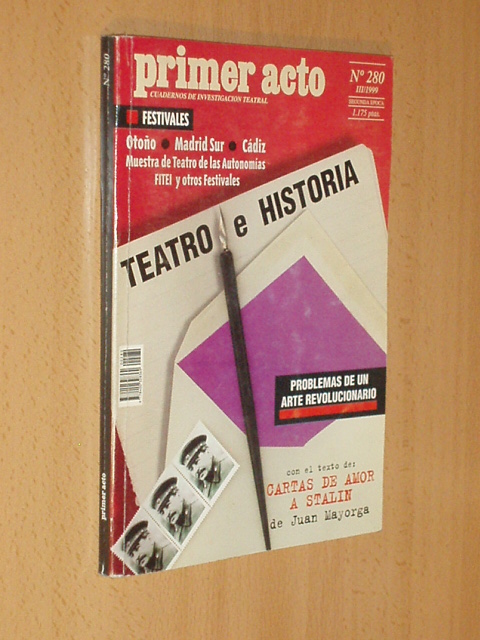 Nº 280
primer acto
primer acto
CUADERNOS DE INVESTIGACION TEATRAL
Nº 280
III/1999
SEGUNDA EPOCA
1.175 ptas.
FESTIVALES
Otoño ● Madrid Sur ● Cádiz
Muestra de Teatro de las Autonomías
FITEI y otros Festivales
TEATRO e HISTORIA
PROBLEMAS DE UN
ARTE REVOLUCIONARIO
con el texto de:
CARTAS DE AMOR
A STALIN
de Juan Mayorga